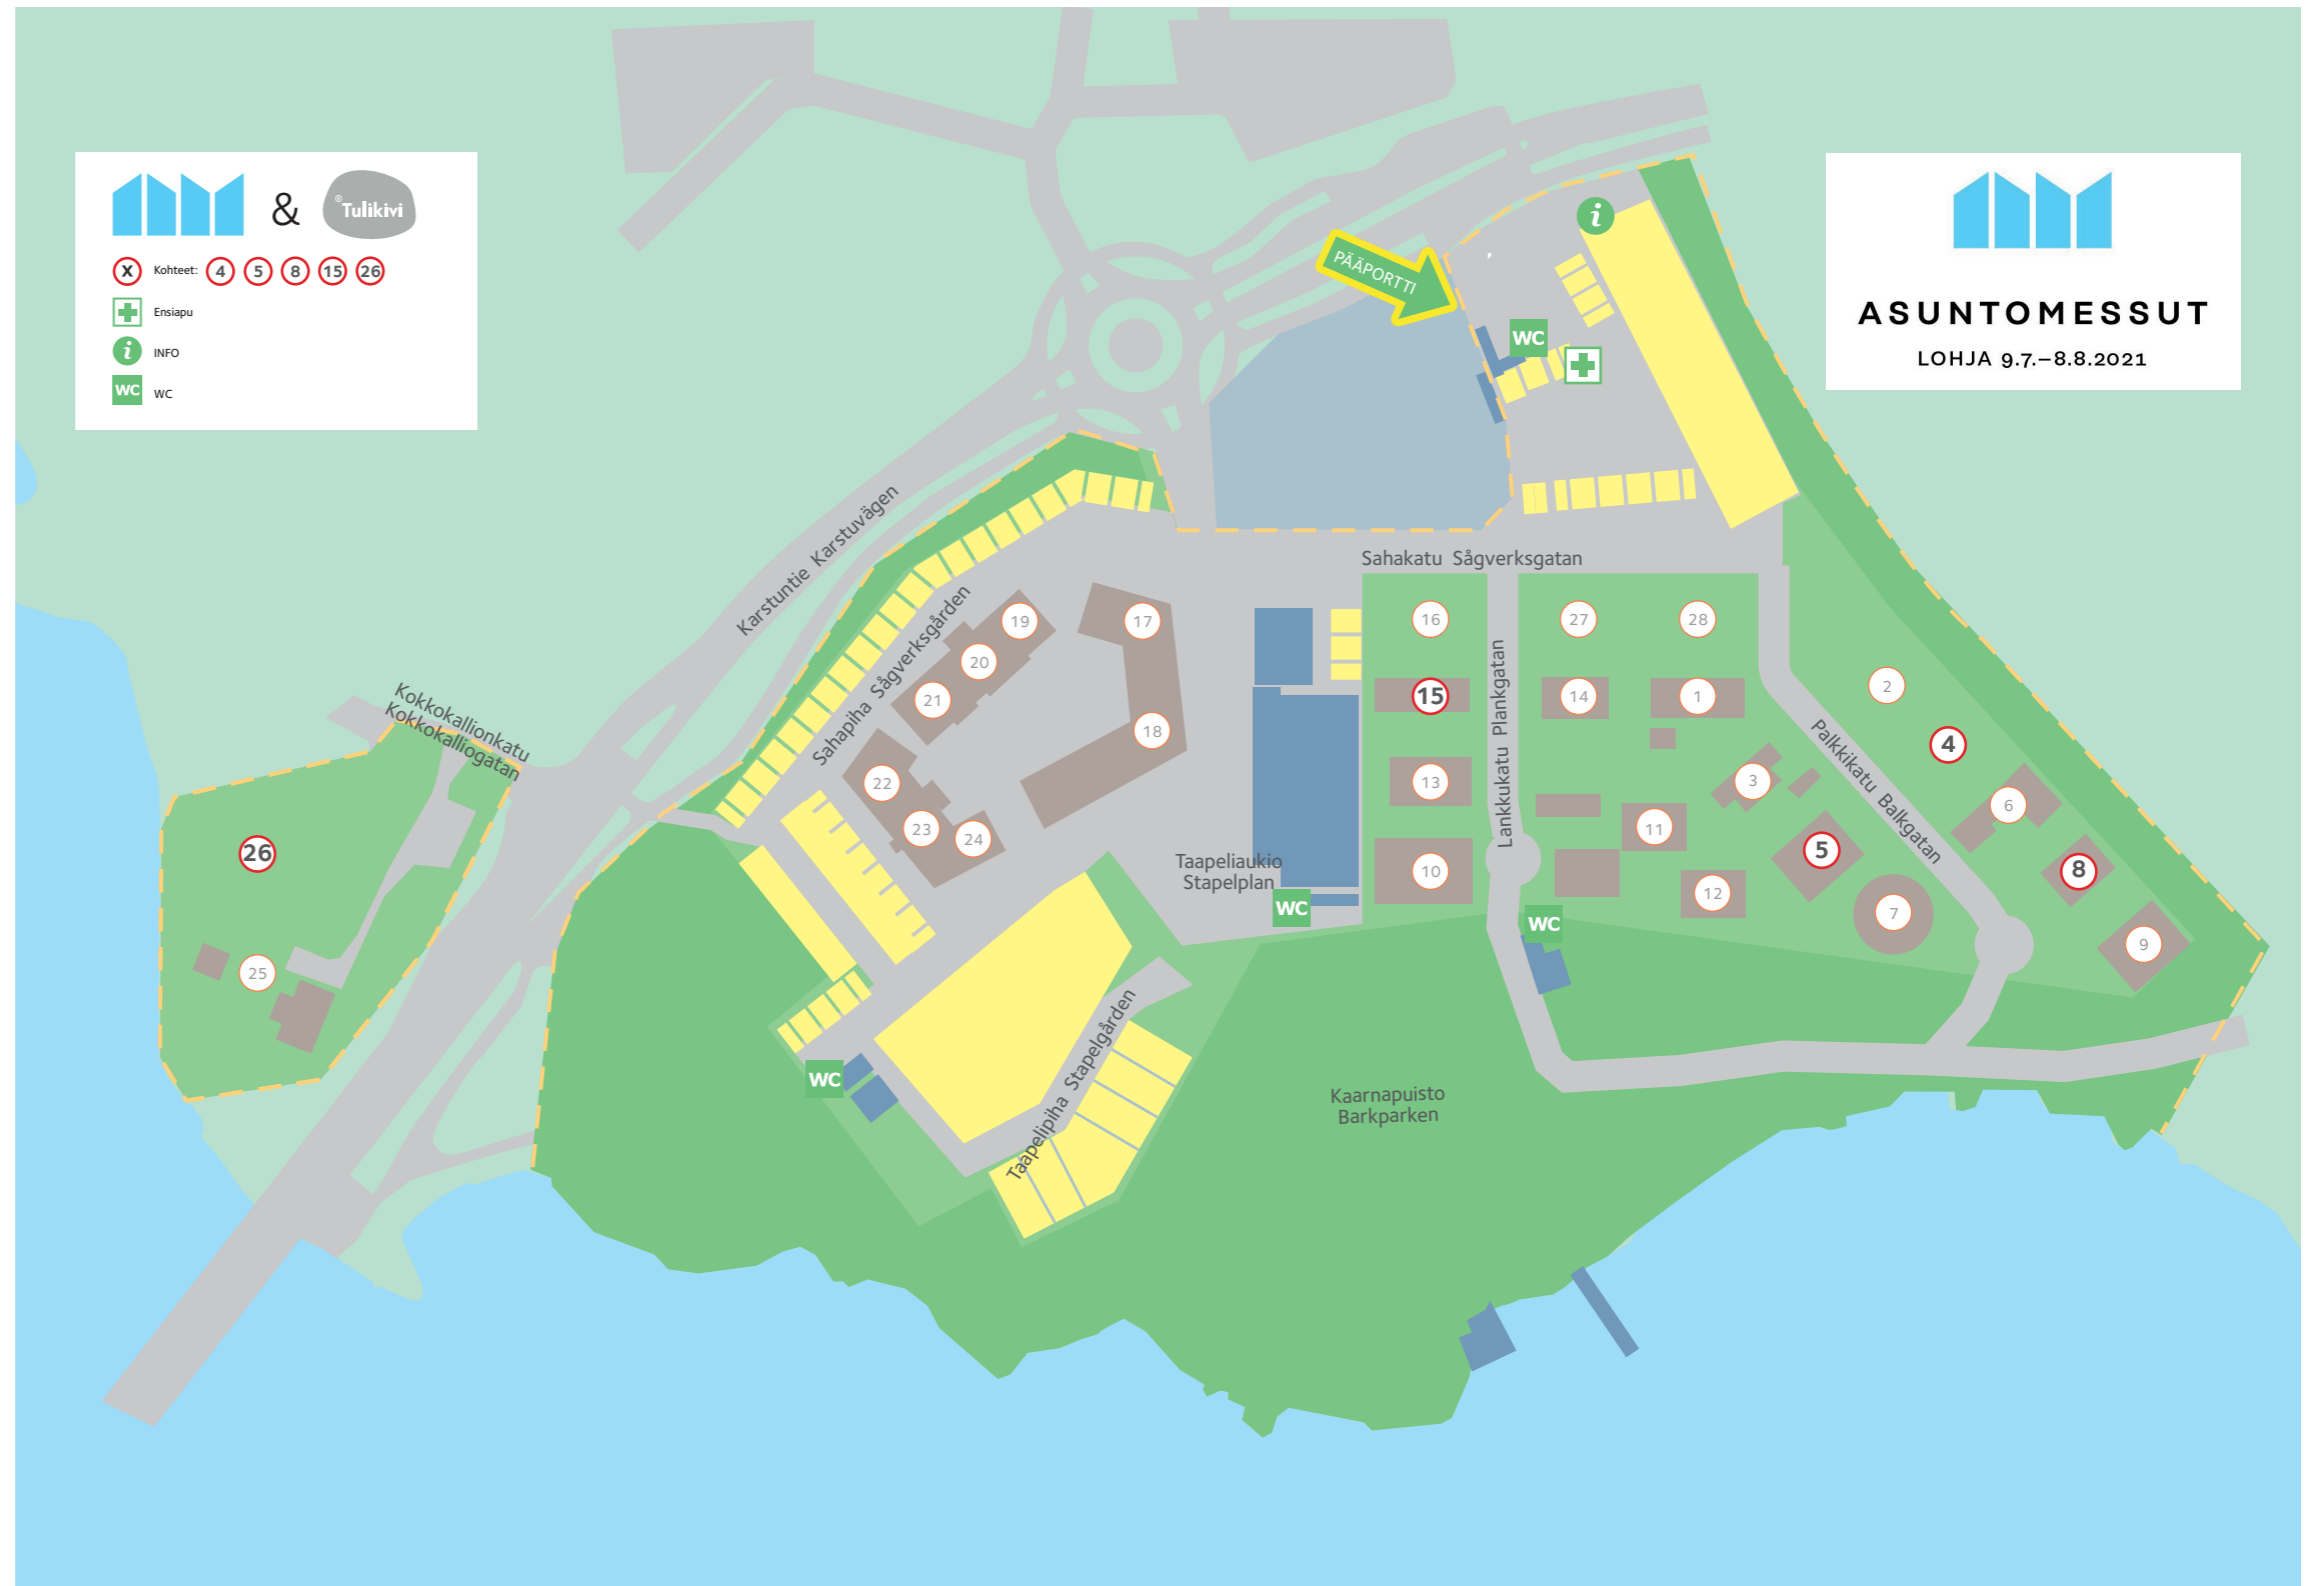 & ®Tulikivi
X Kohteet: 4 5 8 15 26
Ensiapu
i INFO
WC WC
ASUNTOMESSUT
LOHJA 9.7.–8.8.2021
i
PÄÄPORTTI
WC
Karstuntie Karstuvägen
Sahakatu Sågverksgatan
Sahapiha Sågverksgården
Kokkokallionkatu
Kokkokalliogatan
Lankkukatu Plankgatan
Palkkikatu Balkgatan
19
20
21
17
18
22
23
24
16
15
13
10
27
28
14
1
2
4
3
6
11
5
8
12
7
9
26
25
Taapeliaukio
Stapelplan
WC
WC
WC
Taapelipiha Stapelgården
Kaarnapuisto
Barkparken